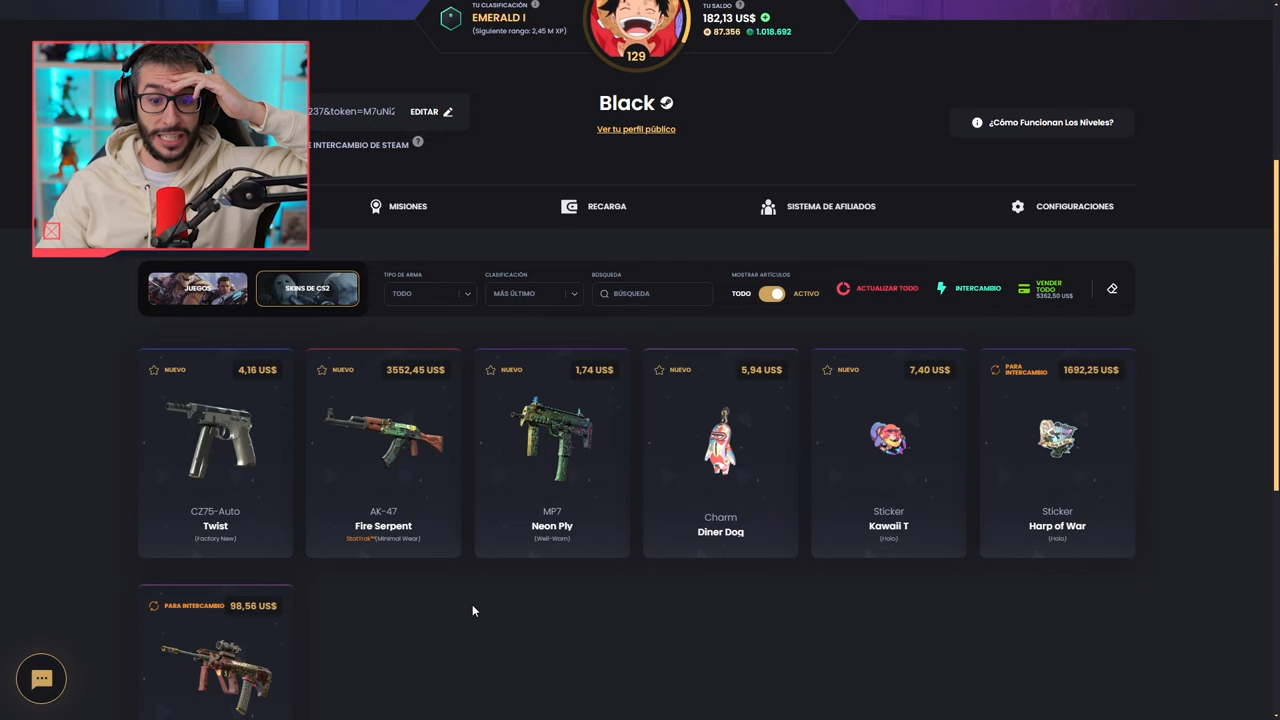 TU CLASIFICACIÓN
EMERALD I
(Siguiente rango: 2,45 M XP)
129
TU SALDO
182,13 US$
87.356 1.018.692
237&token=M7uNi2
EDITAR
E INTERCAMBIO DE STEAM
Black
Ver tu perfil público
¿Cómo Funcionan Los Niveles?
MISIONES
RECARGA
SISTEMA DE AFILIADOS
CONFIGURACIONES
JUEGOS
SKINS DE CS2
TIPO DE ARMA
TODO
CLASIFICACIÓN
MÁS ÚLTIMO
BÚSQUEDA
BÚSQUEDA
MOSTRAR ARTÍCULOS
TODO
ACTIVO
ACTUALIZAR TODO
INTERCAMBIO
VENDER
TODO
5362,50 US$
NUEVO 4,16 US$
CZ75-Auto
Twist
(Factory New)
NUEVO 3552,45 US$
AK-47
Fire Serpent
StatTrak™(Minimal Wear)
NUEVO 1,74 US$
MP7
Neon Ply
(Well-Worn)
NUEVO 5,94 US$
Charm
Diner Dog
NUEVO 7,40 US$
Sticker
Kawaii T
(Holo)
PARA
INTERCAMBIO
1692,25 US$
Sticker
Harp of War
(Holo)
PARA INTERCAMBIO 98,56 US$